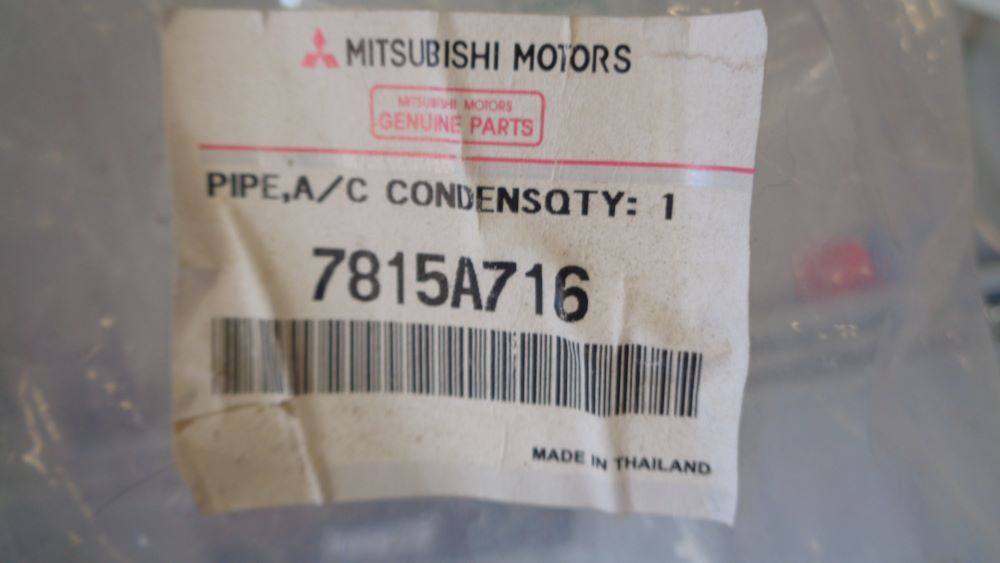 MITSUBISHI MOTORS
MITSUBISHI MOTORS
GENUINE PARTS
PIPE,A/C CONDENSQTY: 1
7815A716
MADE IN THAILAND